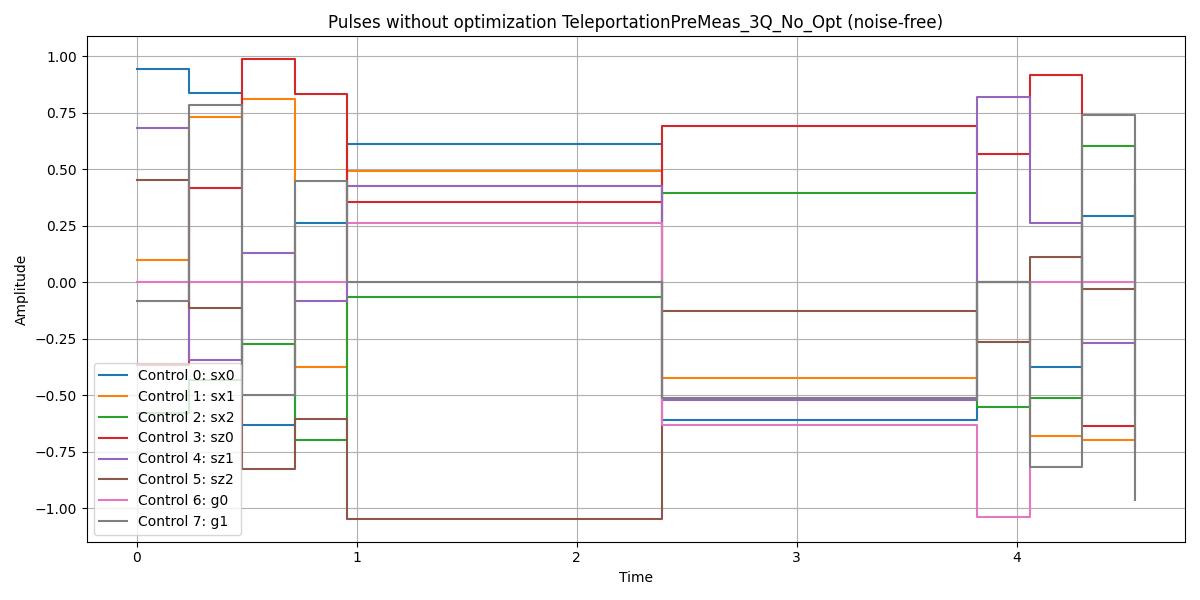 Pulses without optimization TeleportationPreMeas_3Q_No_Opt (noise-free)
Amplitude
1.00
0.75
0.50
0.25
0.00
−0.25
−0.50
−0.75
−1.00
Control 0: sx0
Control 1: sx1
Control 2: sx2
Control 3: sz0
Control 4: sz1
Control 5: sz2
Control 6: g0
Control 7: g1
0 1 2 3 4
Time